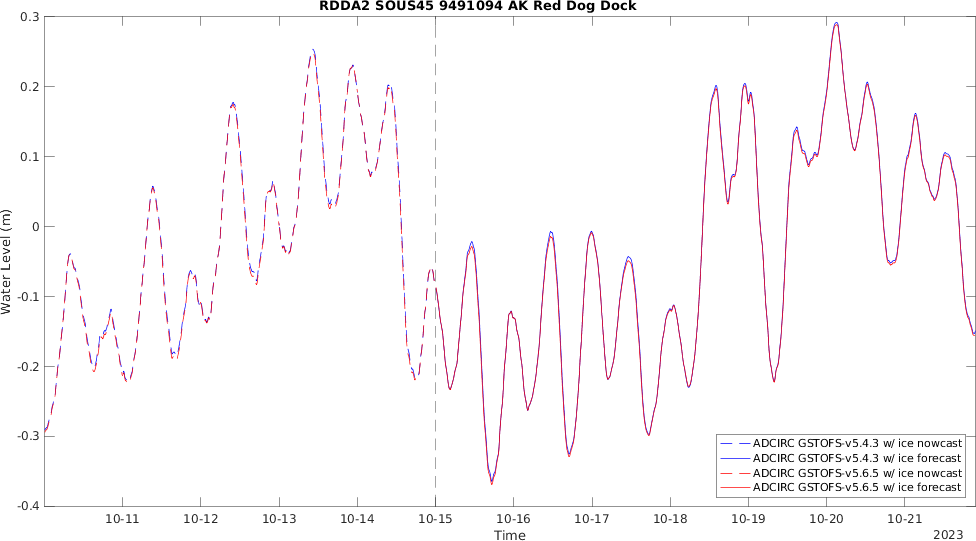 RDDA2 SOUS45 9491094 AK Red Dog Dock
0.3
0.2
0.1
0
-0.1
-0.2
-0.3
-0.4
Water Level (m)
ADCIRC GSTOFS-v5.4.3 w/ ice nowcast
ADCIRC GSTOFS-v5.4.3 w/ ice forecast
ADCIRC GSTOFS-v5.6.5 w/ ice nowcast
ADCIRC GSTOFS-v5.6.5 w/ ice forecast
10-11 10-12 10-13 10-14 10-15 10-16 10-17 10-18 10-19 10-20 10-21
Time
2023